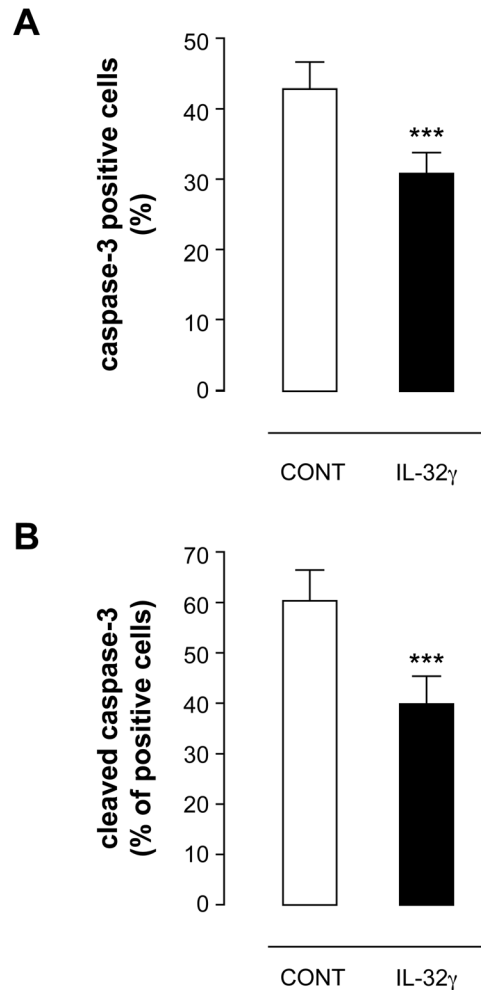 A
caspase-3 positive cells
(%)
50
40
30
20
10
0
***
CONT IL-32γ
B
cleaved caspase-3
(% of positive cells)
70
60
50
40
30
20
10
0
***
CONT IL-32γ